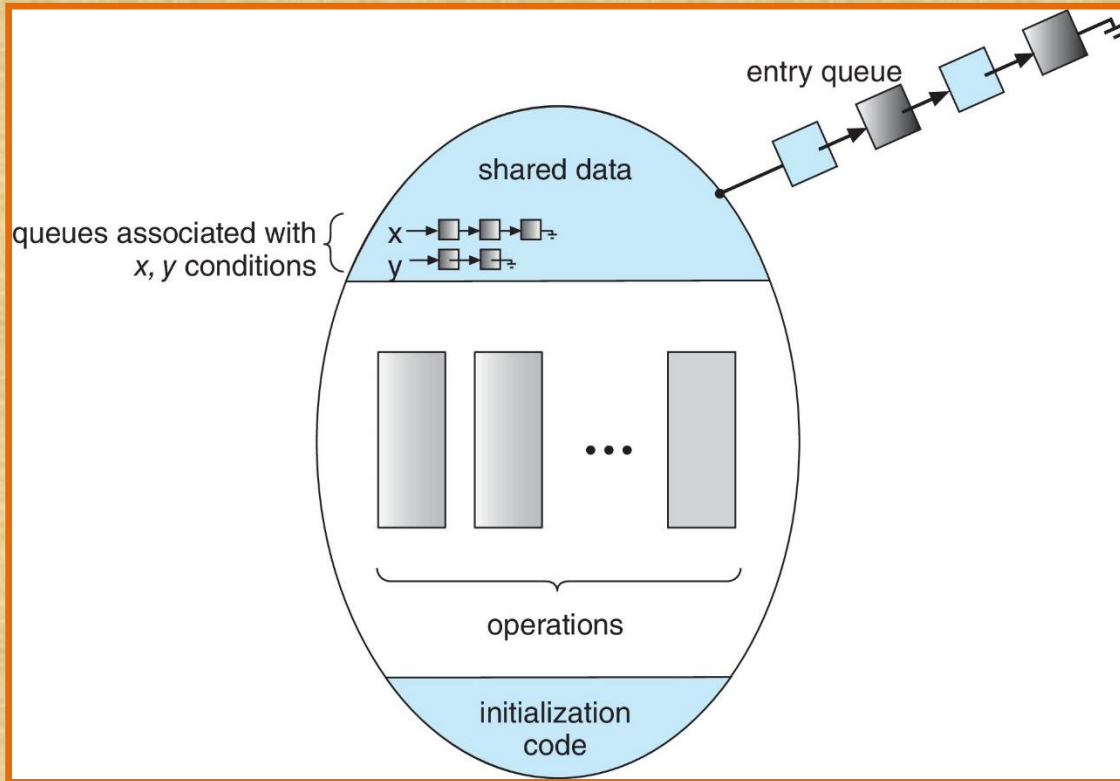 entry queue
shared data
queues associated with
x, y conditions
x
y
operations
initialization
code